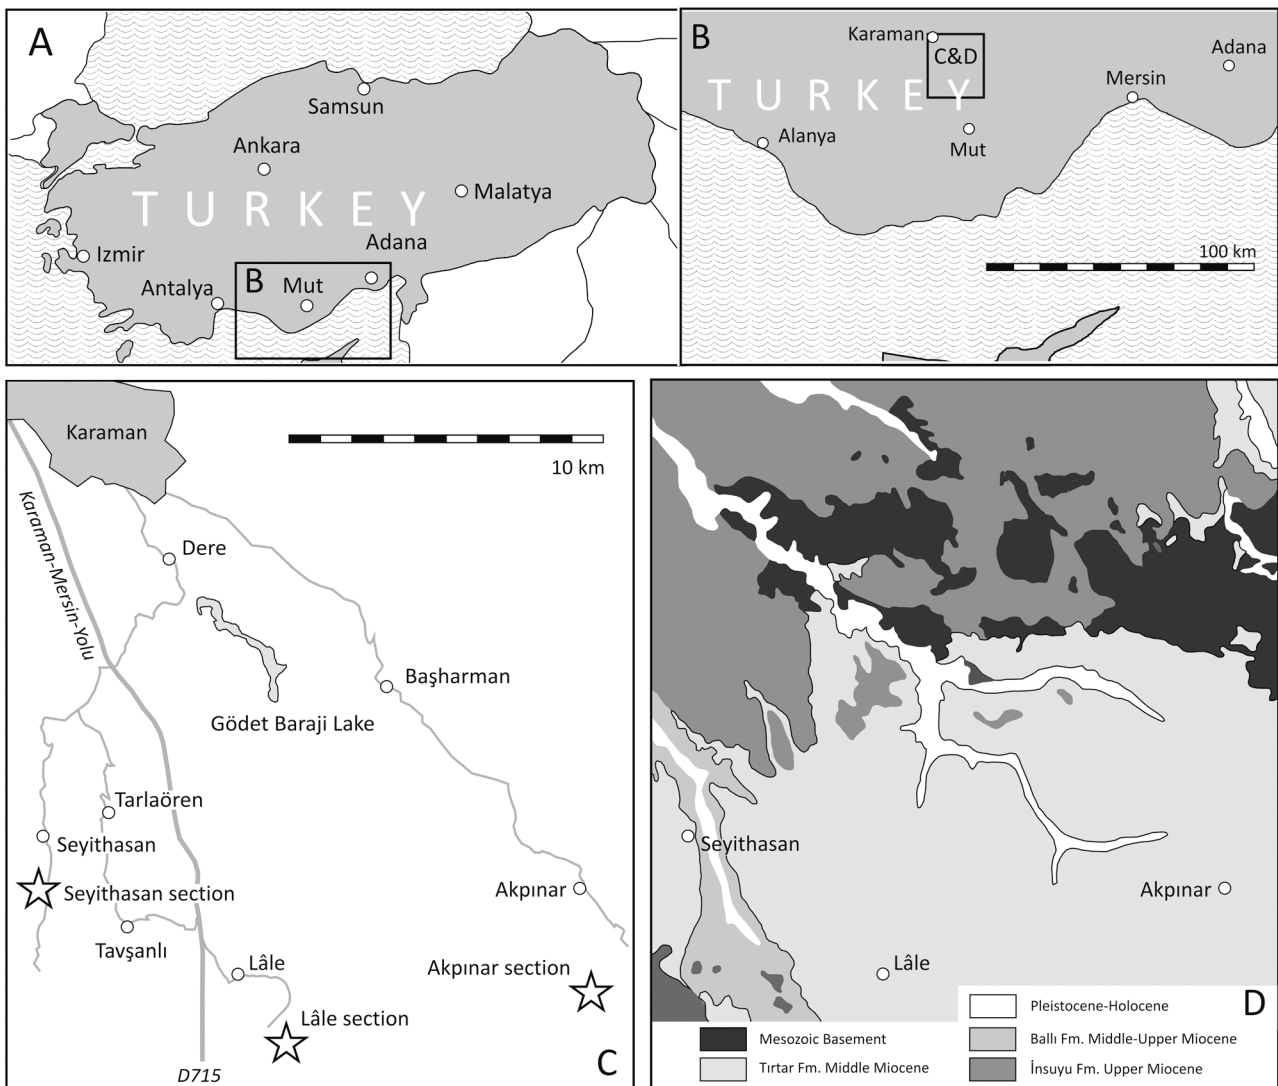 A
Samsun
Ankara
Malatya
TURKEY
Adana
Izmir
Antalya
B
Mut
B
Karaman
C&D
Adana
TURKEY
Mersin
Alanya
Mut
100 km
Karaman
10 km
Karaman-Mersin-Yolu
Dere
Başharman
Gödet Baraji Lake
Tarlaören
Seyithasan
Seyithasan section
Akpınar
Tavşanlı
Lâle
Akpınar section
Lâle section
C
D715
Seyithasan
Akpınar
Lâle
D
Pleistocene-Holocene
Mesozoic Basement
Ballı Fm. Middle-Upper Miocene
Tırtar Fm. Middle Miocene
İnsuyu Fm. Upper Miocene